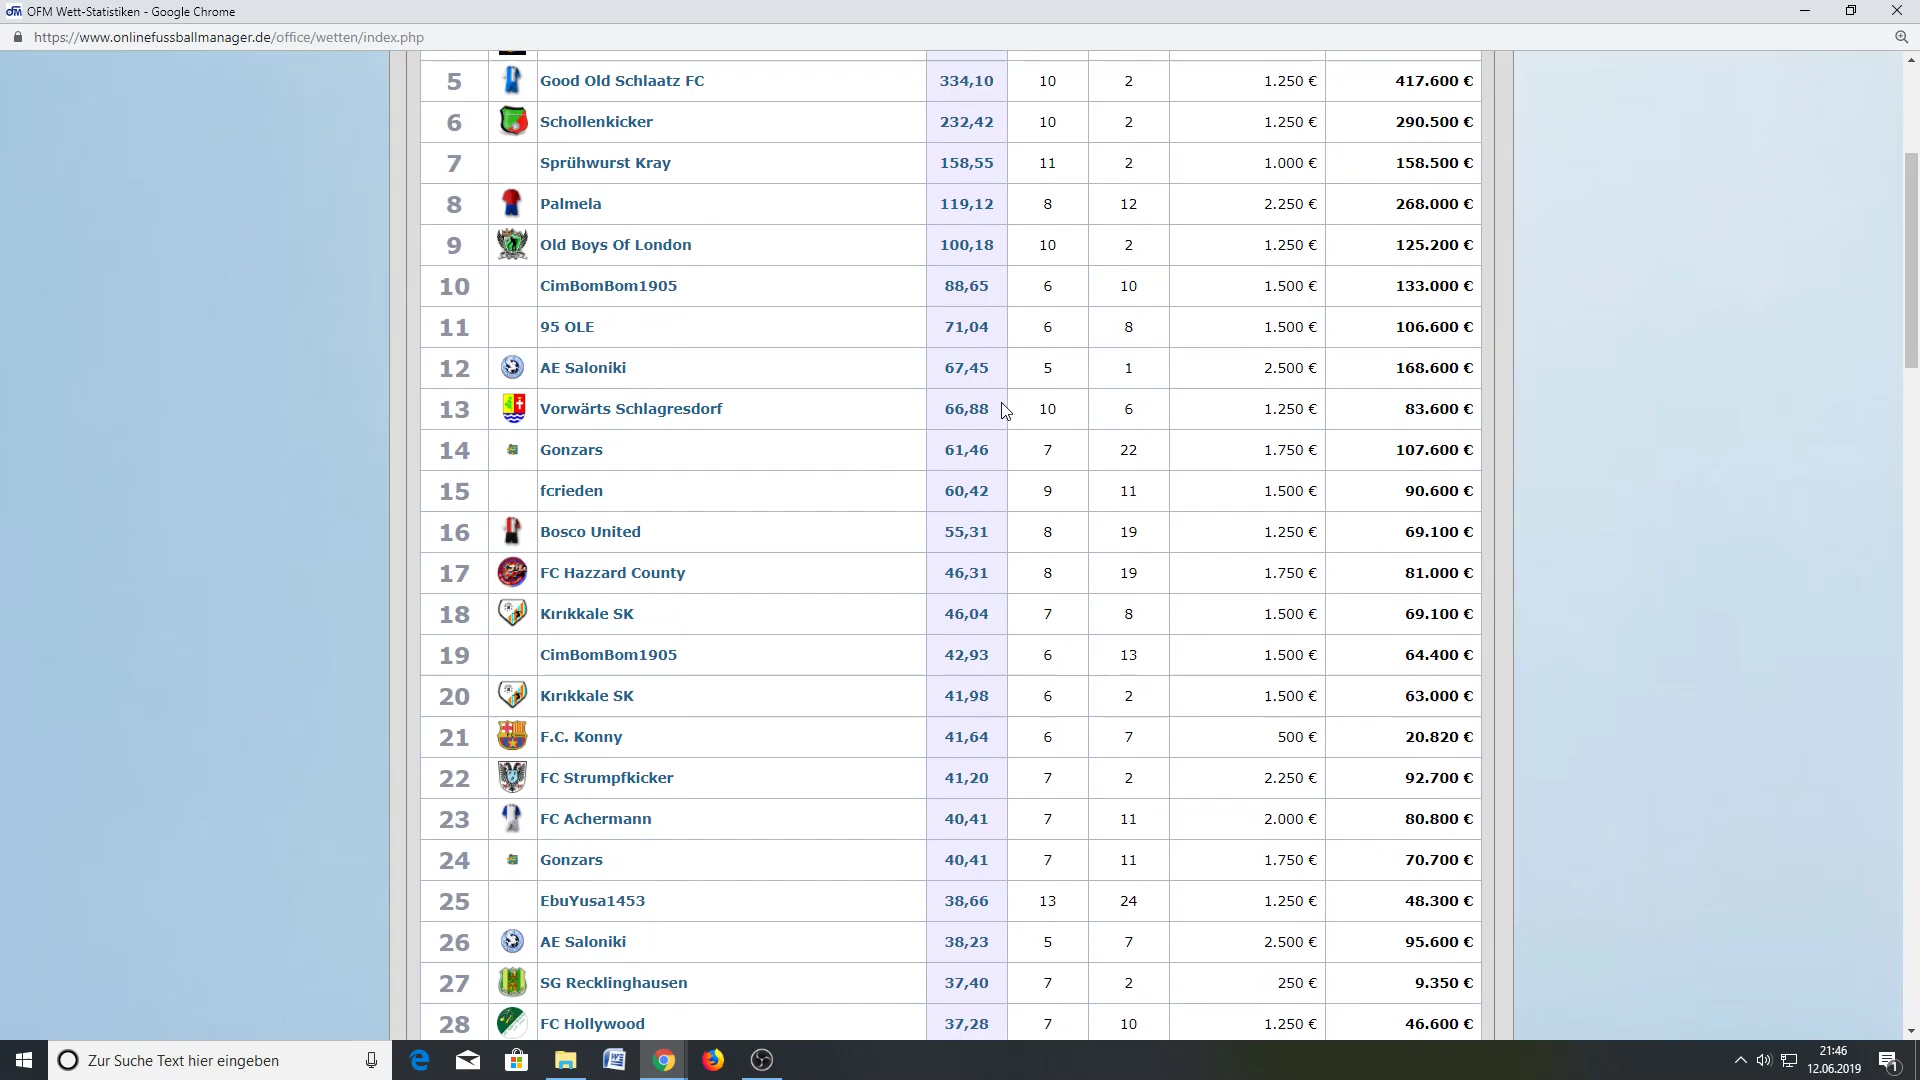 OFM Wett-Statistiken - Google Chrome
https://www.onlinefussballmanager.de/office/wetten/index.php
5 Good Old Schlaatz FC 334,10 10 2 1.250 € 417.600 €
6 Schollenkicker 232,42 10 2 1.250 € 290.500 €
7 Sprühwurst Kray 158,55 11 2 1.000 € 158.500 €
8 Palmela 119,12 8 12 2.250 € 268.000 €
9 Old Boys Of London 100,18 10 2 1.250 € 125.200 €
10 CimBomBom1905 88,65 6 10 1.500 € 133.000 €
11 95 OLE 71,04 6 8 1.500 € 106.600 €
12 AE Saloniki 67,45 5 1 2.500 € 168.600 €
13 Vorwärts Schlagresdorf 66,88 10 6 1.250 € 83.600 €
14 Gonzars 61,46 7 22 1.750 € 107.600 €
15 fcrieden 60,42 9 11 1.500 € 90.600 €
16 Bosco United 55,31 8 19 1.250 € 69.100 €
17 FC Hazzard County 46,31 8 19 1.750 € 81.000 €
18 Kırıkkale SK 46,04 7 8 1.500 € 69.100 €
19 CimBomBom1905 42,93 6 13 1.500 € 64.400 €
20 Kırıkkale SK 41,98 6 2 1.500 € 63.000 €
21 F.C. Konny 41,64 6 7 500 € 20.820 €
22 FC Strumpfkicker 41,20 7 2 2.250 € 92.700 €
23 FC Achermann 40,41 7 11 2.000 € 80.800 €
24 Gonzars 40,41 7 11 1.750 € 70.700 €
25 EbuYusa1453 38,66 13 24 1.250 € 48.300 €
26 AE Saloniki 38,23 5 7 2.500 € 95.600 €
27 SG Recklinghausen 37,40 7 2 250 € 9.350 €
28 FC Hollywood 37,28 7 10 1.250 € 46.600 €
Zur Suche Text hier eingeben
21:46
12.06.2019
1